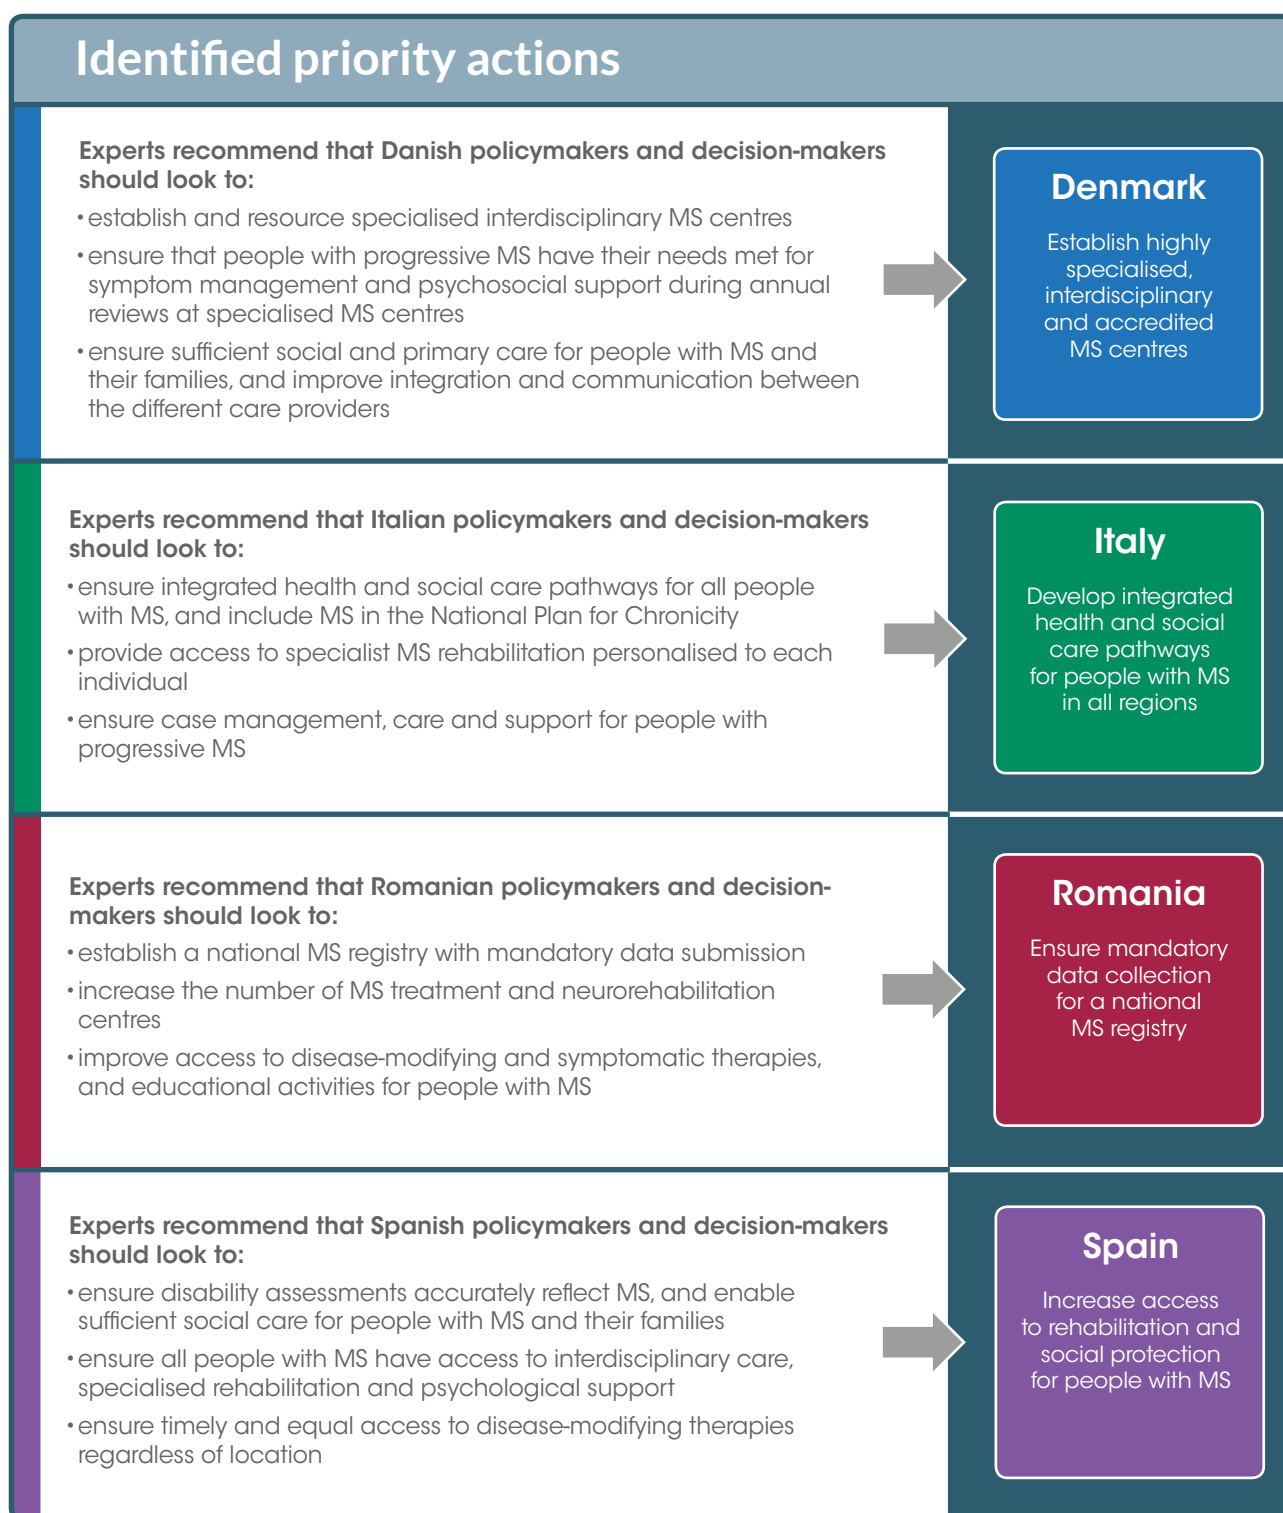 Identified priority actions
Experts recommend that Danish policymakers and decision-makers
should look to:
• establish and resource specialised interdisciplinary MS centres
• ensure that people with progressive MS have their needs met for
symptom management and psychosocial support during annual
reviews at specialised MS centres
• ensure sufficient social and primary care for people with MS and
their families, and improve integration and communication between
the different care providers
Denmark
Establish highly
specialised,
interdisciplinary
and accredited
MS centres
Experts recommend that Italian policymakers and decision-makers
should look to:
• ensure integrated health and social care pathways for all people
with MS, and include MS in the National Plan for Chronicity
• provide access to specialist MS rehabilitation personalised to each
individual
• ensure case management, care and support for people with
progressive MS
Italy
Develop integrated
health and social
care pathways
for people with MS
in all regions
Experts recommend that Romanian policymakers and decision-
makers should look to:
• establish a national MS registry with mandatory data submission
• increase the number of MS treatment and neurorehabilitation
centres
• improve access to disease-modifying and symptomatic therapies,
and educational activities for people with MS
Romania
Ensure mandatory
data collection
for a national
MS registry
Experts recommend that Spanish policymakers and decision-makers
should look to:
• ensure disability assessments accurately reflect MS, and enable
sufficient social care for people with MS and their families
• ensure all people with MS have access to interdisciplinary care,
specialised rehabilitation and psychological support
• ensure timely and equal access to disease-modifying therapies
regardless of location
Spain
Increase access
to rehabilitation and
social protection
for people with MS